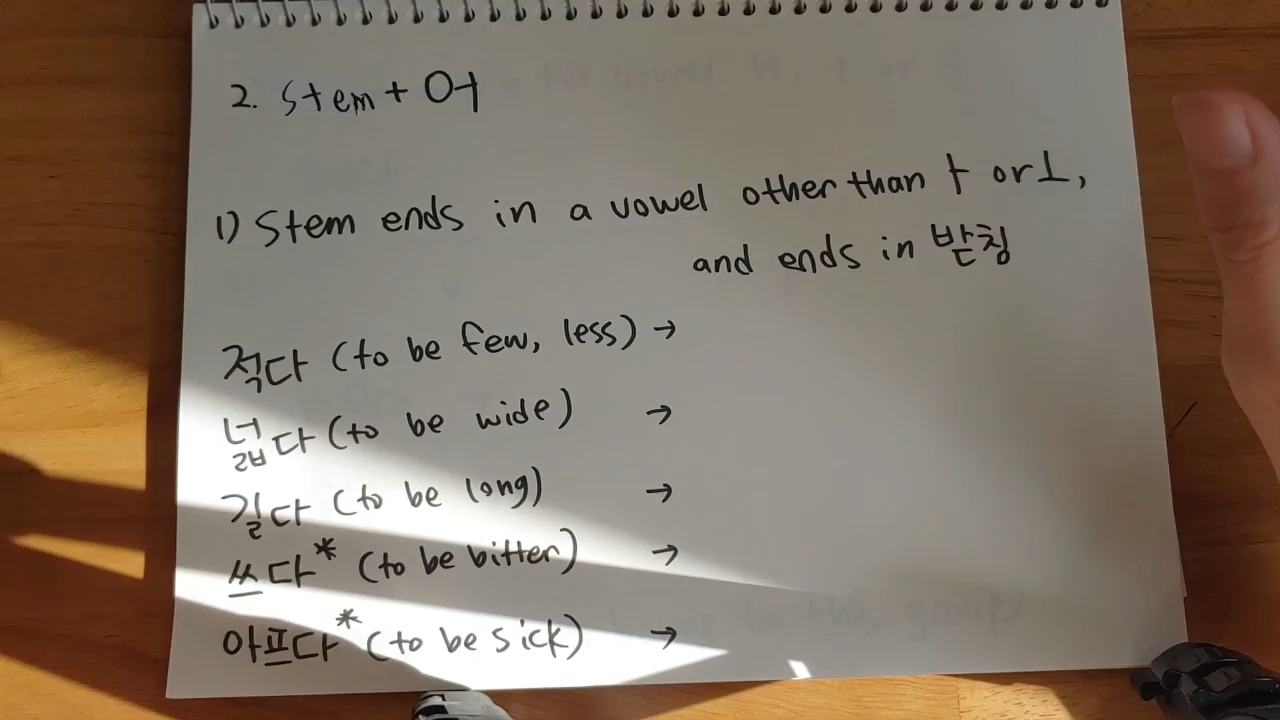 2. Stem + 어
1) Stem ends in a vowel other than ㅏ or ㅗ,
and ends in 받침
적다 (to be few, less) →
넓다 (to be wide) →
길다 (to be long) →
쓰다* (to be bitter) →
아프다* (to be sick) →